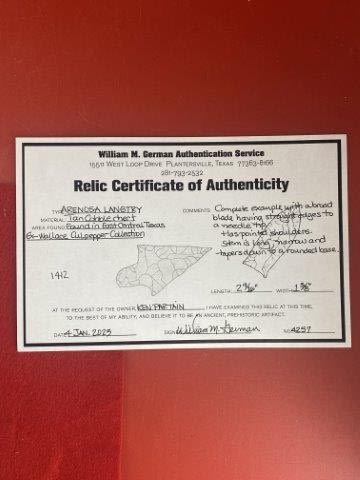 William M. German Authentication Service
15511 WEST LOOP DRIVE PLANTERSVILLE, TEXAS 77363-8166
281-793-2532
Relic Certificate of Authenticity
TYPE ARENOSA LANGTRY
MATERIAL Tan Cobble chert
AREA FOUND Found in East Central Texas
Ex-Wallace Culpepper Collection
COMMENTS Complete example with a broad
blade having straight edges to
a needle tip.
Has pointed shoulders.
Stem is long, narrow and
tapers down to a rounded base.
1412
LENGTH 2 WIDTH 1
AT THE REQUEST OF THE OWNER, KEN PARTAIN I HAVE EXAMINED THIS RELIC AT THIS TIME,
TO THE BEST OF MY ABILITY, AND BELIEVE IT TO BE AN ANCIENT, PREHISTORIC ARTIFACT.
DATE 4 JAN. 2023 SIGN William M German NO. 4257